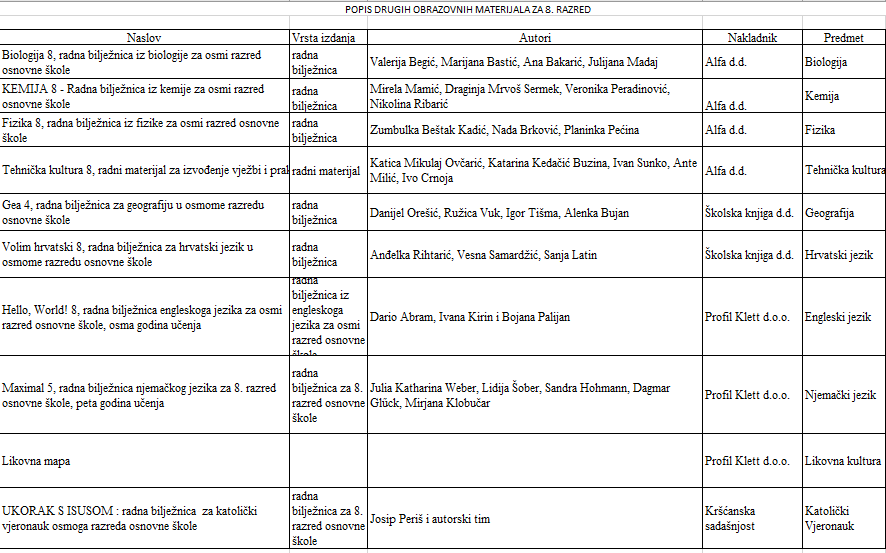 POPIS DRUGIH OBRAZOVNIH MATERIJALA ZA 8. RAZRED
Naslov Vrsta izdanja Autori Nakladnik Predmet
Biologija 8, radna bilježnica iz biologije za osmi razred
osnovne škole
radna
bilježnica
Valerija Begić, Marijana Bastić, Ana Bakarić, Julijana Madaj
Alfa d.d.
Biologija
KEMIJA 8 - Radna bilježnica iz kemije za osmi razred
osnovne škole
radna
bilježnica
Mirela Mamić, Draginja Mrvoš Sermek, Veronika Peradinović,
Nikolina Ribarić
Alfa d.d.
Kemija
Fizika 8, radna bilježnica iz fizike za osmi razred osnovne
škole
radna
bilježnica
Zumbulka Beštak Kadić, Nada Brković, Planinka Pećina
Alfa d.d.
Fizika
Tehnička kultura 8, radni materijal za izvođenje vježbi i prak
radni materijal
Katica Mikulaj Ovčarić, Katarina Kedačić Buzina, Ivan Sunko, Ante
Milić, Ivo Crnoja
Alfa d.d.
Tehnička kultura
Gea 4, radna bilježnica za geografiju u osmome razredu
osnovne škole
radna
bilježnica
Danijel Orešić, Ružica Vuk, Igor Tišma, Alenka Bujan
Školska knjiga d.d.
Geografija
Volim hrvatski 8, radna bilježnica za hrvatski jezik u
osmome razredu osnovne škole
radna
bilježnica
Anđelka Rihtarić, Vesna Samardžić, Sanja Latin
Školska knjiga d.d.
Hrvatski jezik
Hello, World! 8, radna bilježnica engleskoga jezika za osmi
razred osnovne škole, osma godina učenja
radna
bilježnica iz
engleskoga
jezika za osmi
razred osnovne
škole
Dario Abram, Ivana Kirin i Bojana Palijan
Profil Klett d.o.o.
Engleski jezik
Maximal 5, radna bilježnica njemačkog jezika za 8. razred
osnovne škole, peta godina učenja
radna
bilježnica za 8.
razred osnovne
škole
Julia Katharina Weber, Lidija Šober, Sandra Hohmann, Dagmar
Glück, Mirjana Klobučar
Profil Klett d.o.o.
Njemački jezik
Likovna mapa
Profil Klett d.o.o.
Likovna kultura
UKORAK S ISUSOM : radna bilježnica za katolički
vjeronauk osmoga razreda osnovne škole
radna
bilježnica za 8.
razred osnovne
škole
Josip Periš i autorski tim
Kršćanska
sadašnjost
Katolički
Vjeronauk